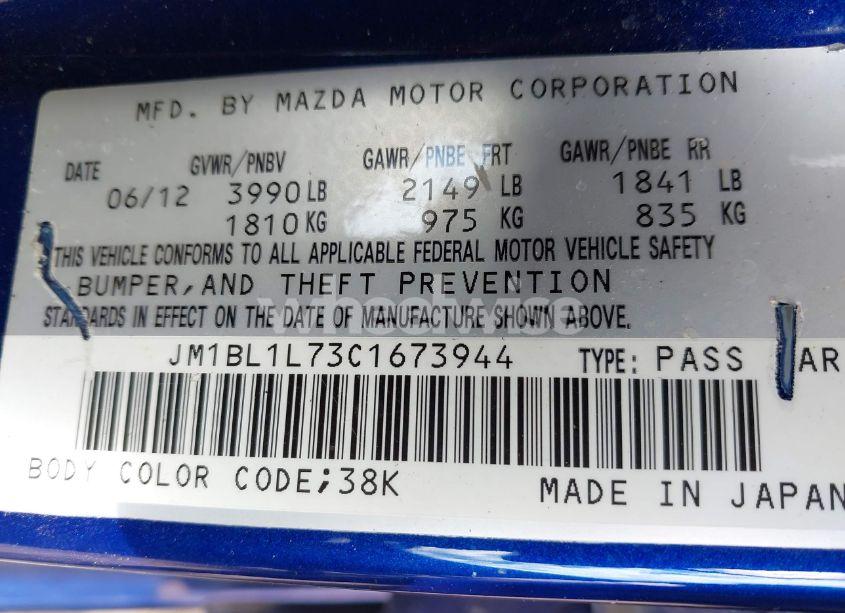 MFD. BY MAZDA MOTOR CORPORATION
DATE GVWR/PNBV GAWR/PNBE FRT GAWR/PNBE RR
06/12 3990 LB 2149 LB 1841 LB
1810 KG 975 KG 835 KG
THIS VEHICLE CONFORMS TO ALL APPLICABLE FEDERAL MOTOR VEHICLE SAFETY
BUMPER, AND THEFT PREVENTION
wheelwise
STANDARDS IN EFFECT ON THE DATE OF MANUFACTURE SHOWN ABOVE.
JM1BL1L73C1673944 TYPE: PASS AR
BODY COLOR CODE;38K MADE IN JAPAN